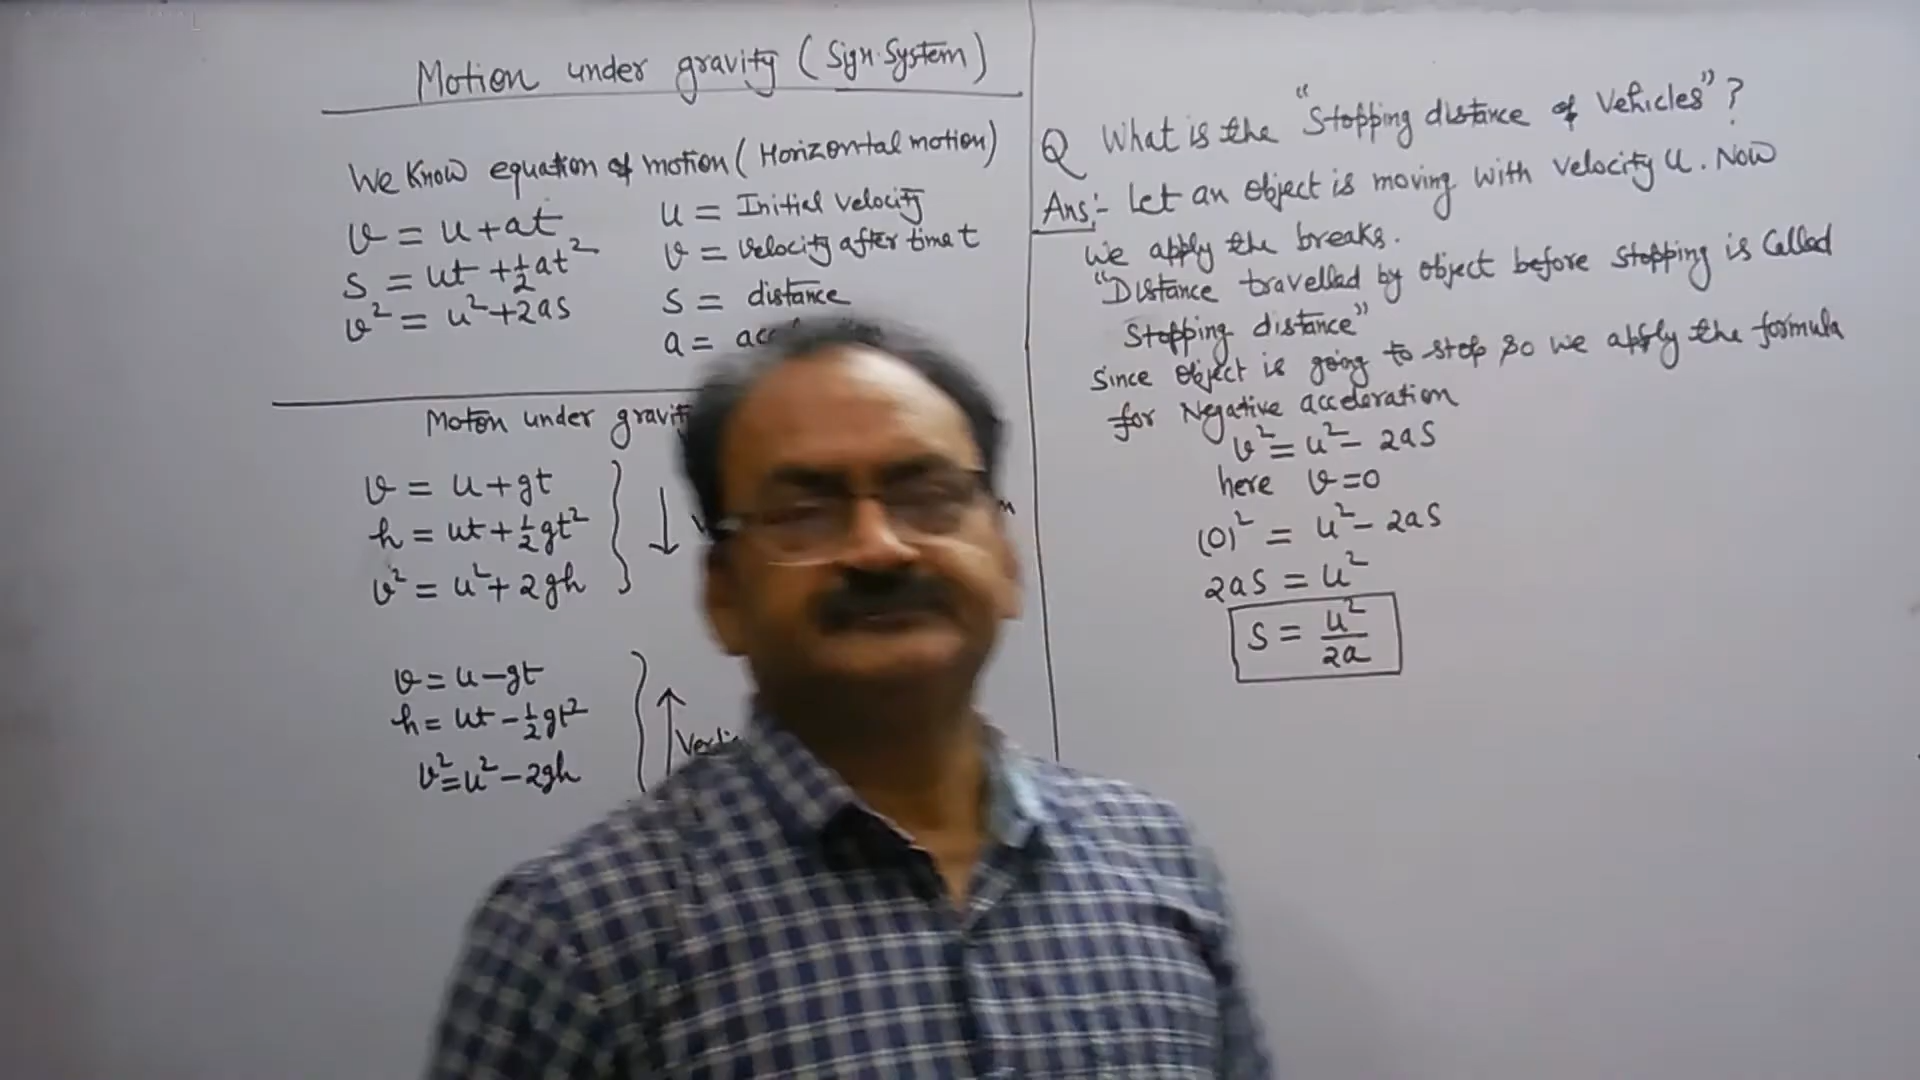 Motion under gravity (Sign.System)
We Know equation of motion (Horizontal motion)
v = u+at
s = ut +½at²
v² = u²+2as
u = Initial velocity
v = velocity after time t
s = distance
a =
Moton under
v = u+gt
h = ut+½gt²
v² = u²+2gh
v = u-gt
h = ut-½gt²
v²=u²-2gh
Q What is the "Stopping distance of Vehicles"?
Ans:- Let an object is moving with velocity u. Now
we apply the breaks.
"Distance travelled by object before stopping is Called
Stopping distance"
Since object is going to stop so we apply the formula
for Negative acceleration
v²=u²-2aS
here v=0
(0)² = u²-2aS
2aS = u²
S = u²/2a